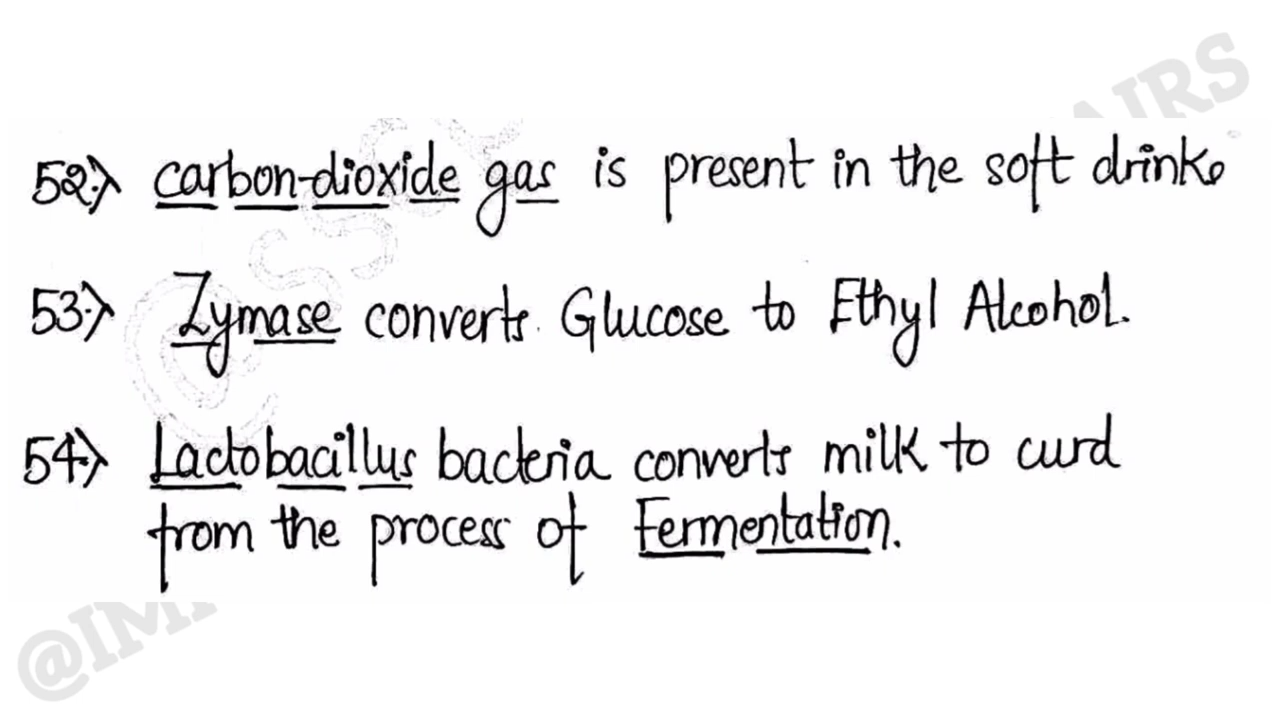 52.) carbon-dioxide gas is present in the soft drinks
53.) Zymase converts Glucose to Ethyl Alcohol.
54.) Lactobacillus bacteria converts milk to curd
from the process of Fermentation.